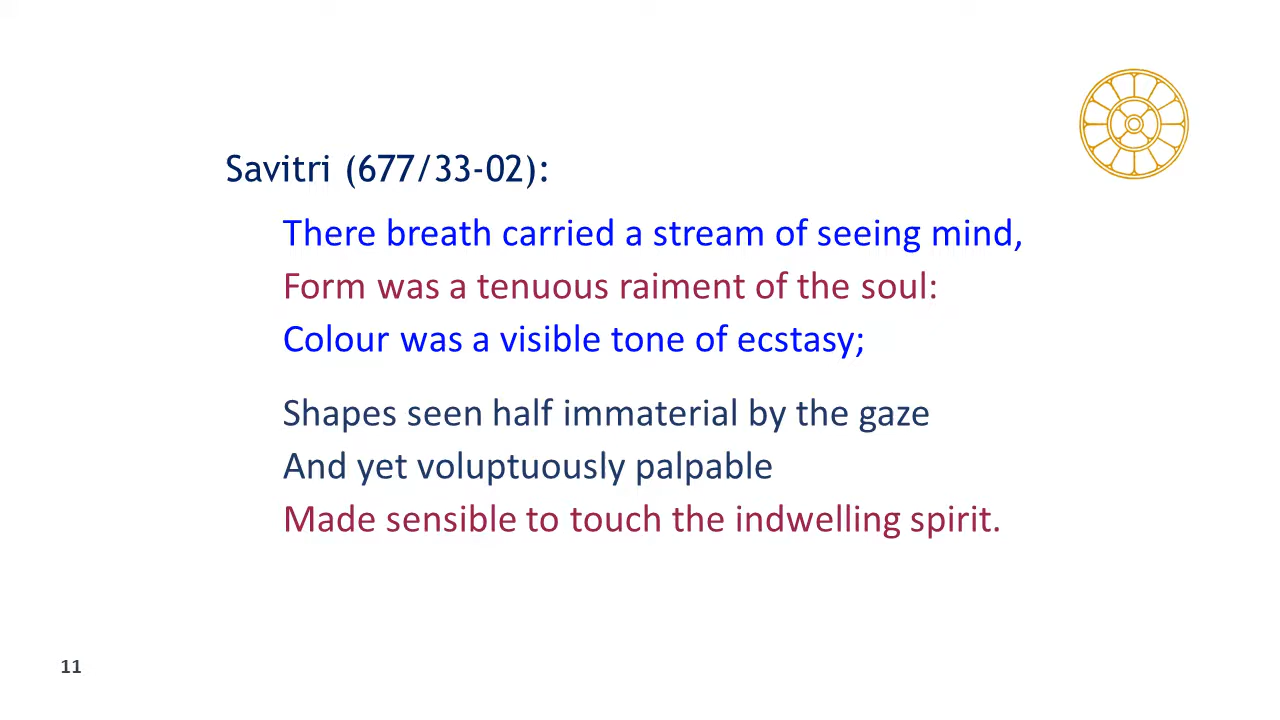 Savitri (677/33-02):
There breath carried a stream of seeing mind,
Form was a tenuous raiment of the soul:
Colour was a visible tone of ecstasy;
Shapes seen half immaterial by the gaze
And yet voluptuously palpable
Made sensible to touch the indwelling spirit.
11